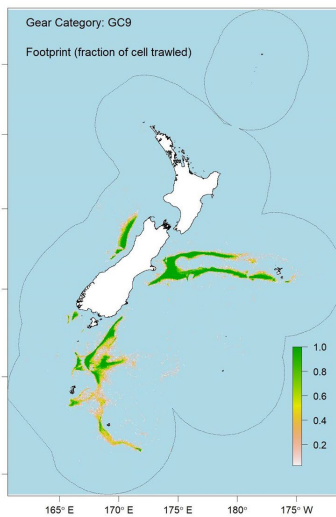 Gear Category: GC9
Footprint (fraction of cell trawled)
1.0
0.8
0.6
0.4
0.2
165° E 170° E 175° E 180° 175° W